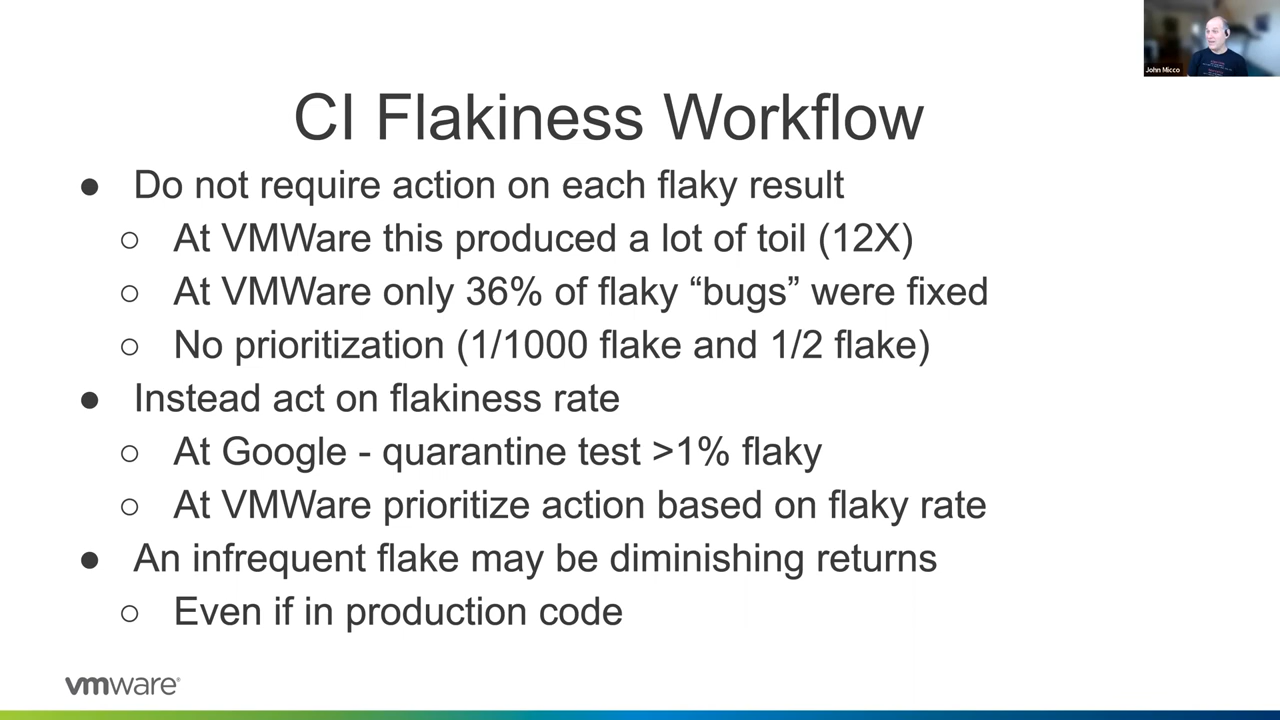 John Micco
CI Flakiness Workflow
● Do not require action on each flaky result
○ At VMWare this produced a lot of toil (12X)
○ At VMWare only 36% of flaky “bugs” were fixed
○ No prioritization (1/1000 flake and 1/2 flake)
● Instead act on flakiness rate
○ At Google - quarantine test >1% flaky
○ At VMWare prioritize action based on flaky rate
● An infrequent flake may be diminishing returns
○ Even if in production code
vmware®